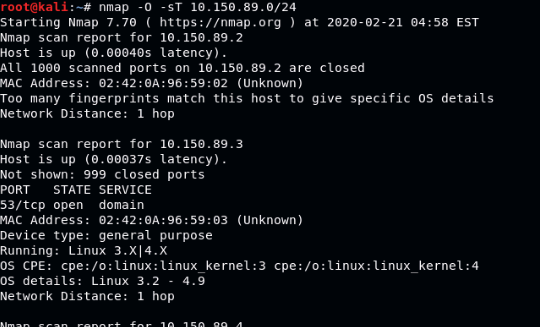 root@kali:~# nmap -O -sT 10.150.89.0/24
Starting Nmap 7.70 ( https://nmap.org ) at 2020-02-21 04:58 EST
Nmap scan report for 10.150.89.2
Host is up (0.00040s latency).
All 1000 scanned ports on 10.150.89.2 are closed
MAC Address: 02:42:0A:96:59:02 (Unknown)
Too many fingerprints match this host to give specific OS details
Network Distance: 1 hop
Nmap scan report for 10.150.89.3
Host is up (0.00037s latency).
Not shown: 999 closed ports
PORT   STATE SERVICE
53/tcp open  domain
MAC Address: 02:42:0A:96:59:03 (Unknown)
Device type: general purpose
Running: Linux 3.X|4.X
OS CPE: cpe:/o:linux:linux_kernel:3 cpe:/o:linux:linux_kernel:4
OS details: Linux 3.2 - 4.9
Network Distance: 1 hop
Nmap scan report for 10.150.89.4